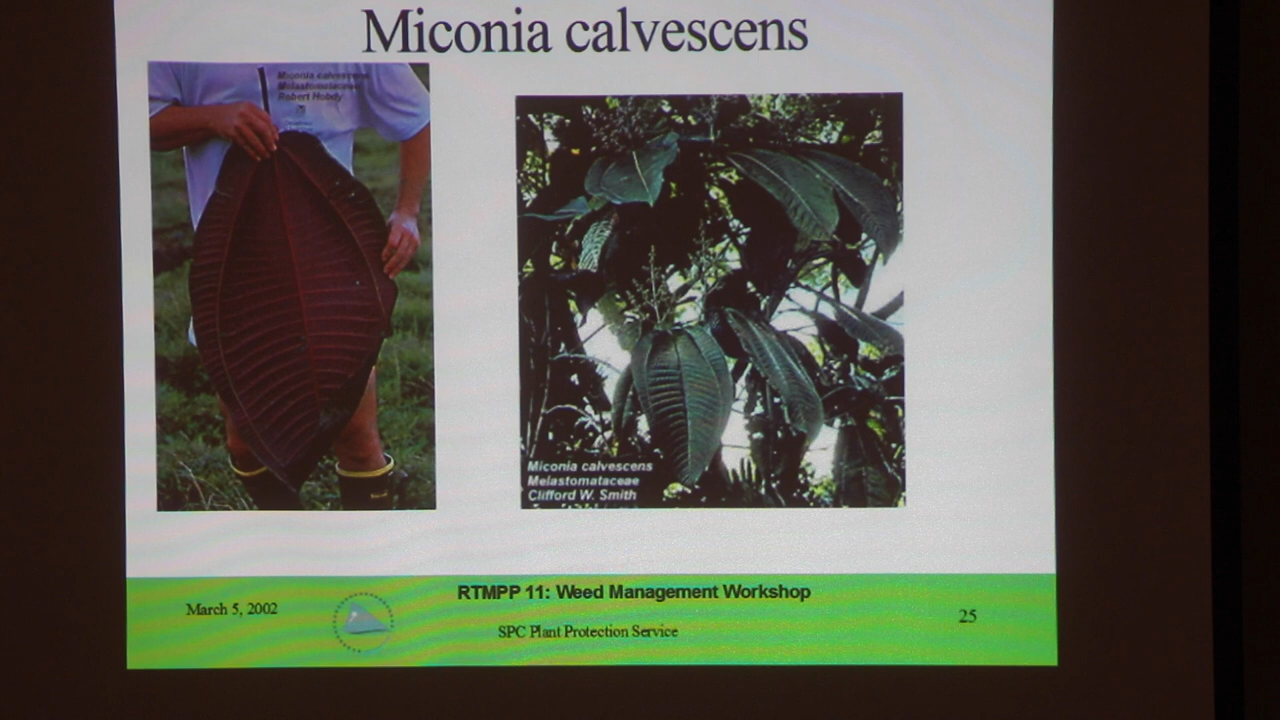 Miconia calvescens
Miconia calvescens
Melastomataceae
Robert Hobdy
Miconia calvescens
Melastomataceae
Clifford W. Smith
March 5, 2002
RTMPP 11: Weed Management Workshop
SPC Plant Protection Service
25